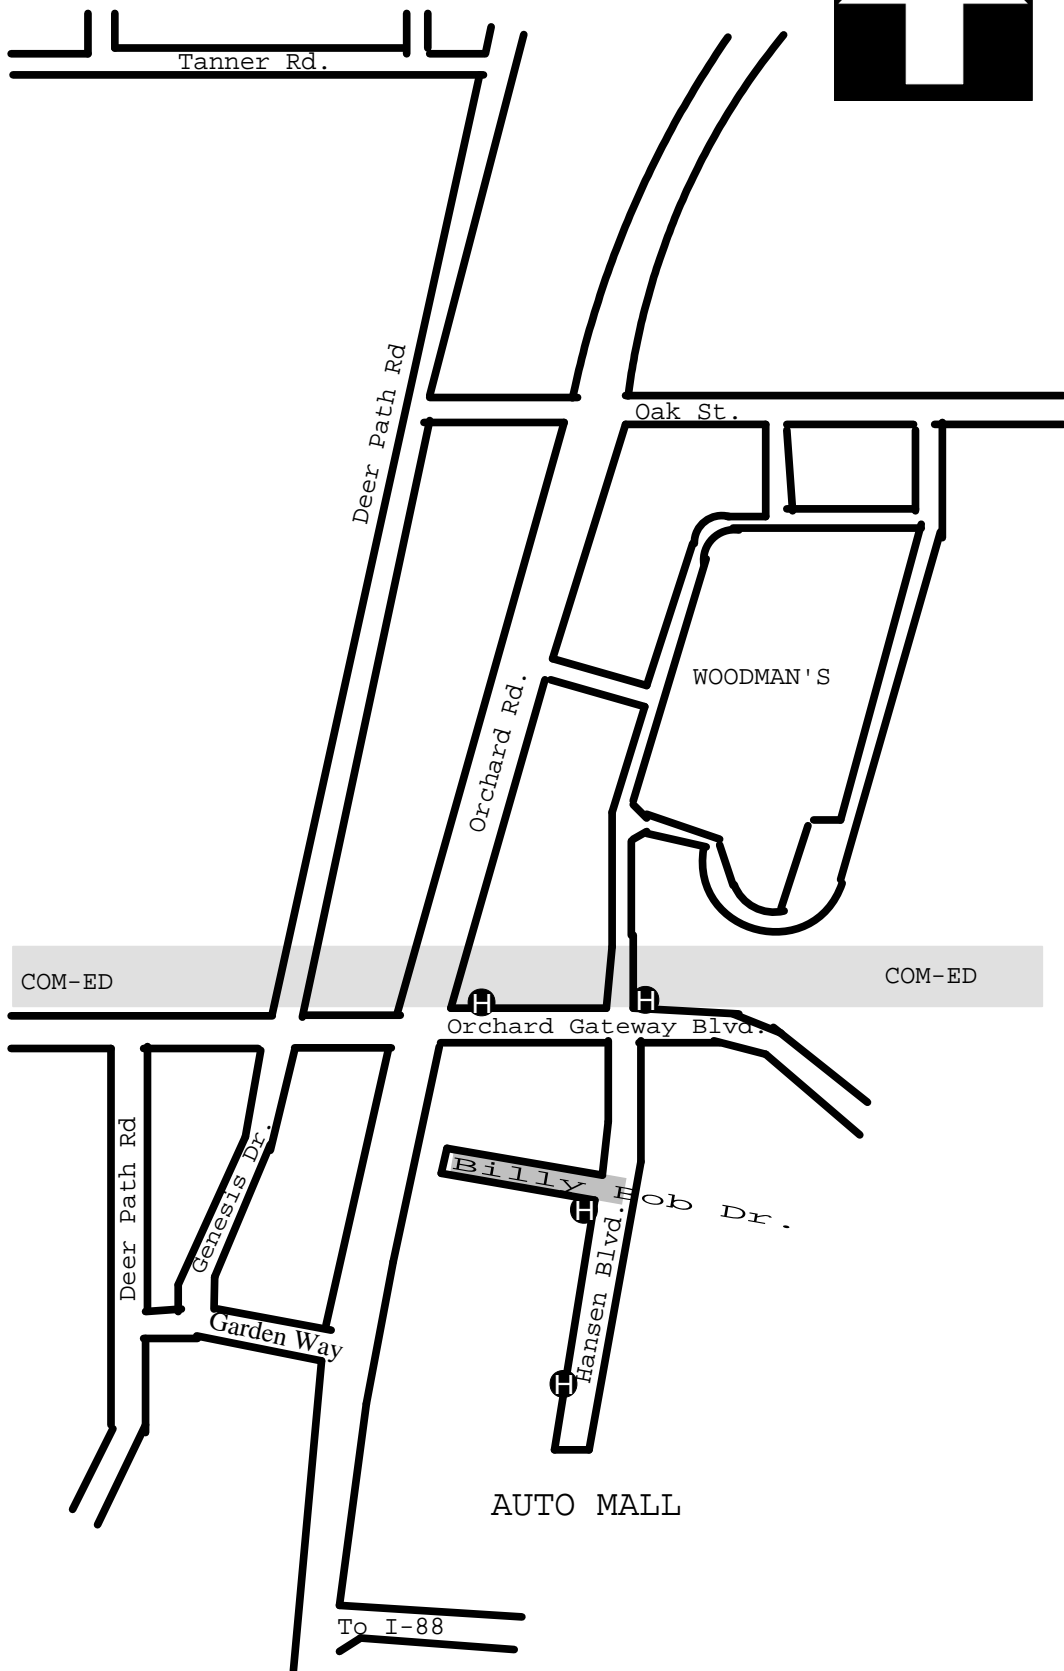 Tanner Rd.
Deer Path Rd
Oak St.
WOODMAN'S
Orchard Rd.
COM-ED
COM-ED
H
H
Orchard Gateway Blvd.
Deer Path Rd
Genesis Dr.
Billy Bob Dr.
H
Hansen Blvd.
Garden Way
H
AUTO MALL
To I-88